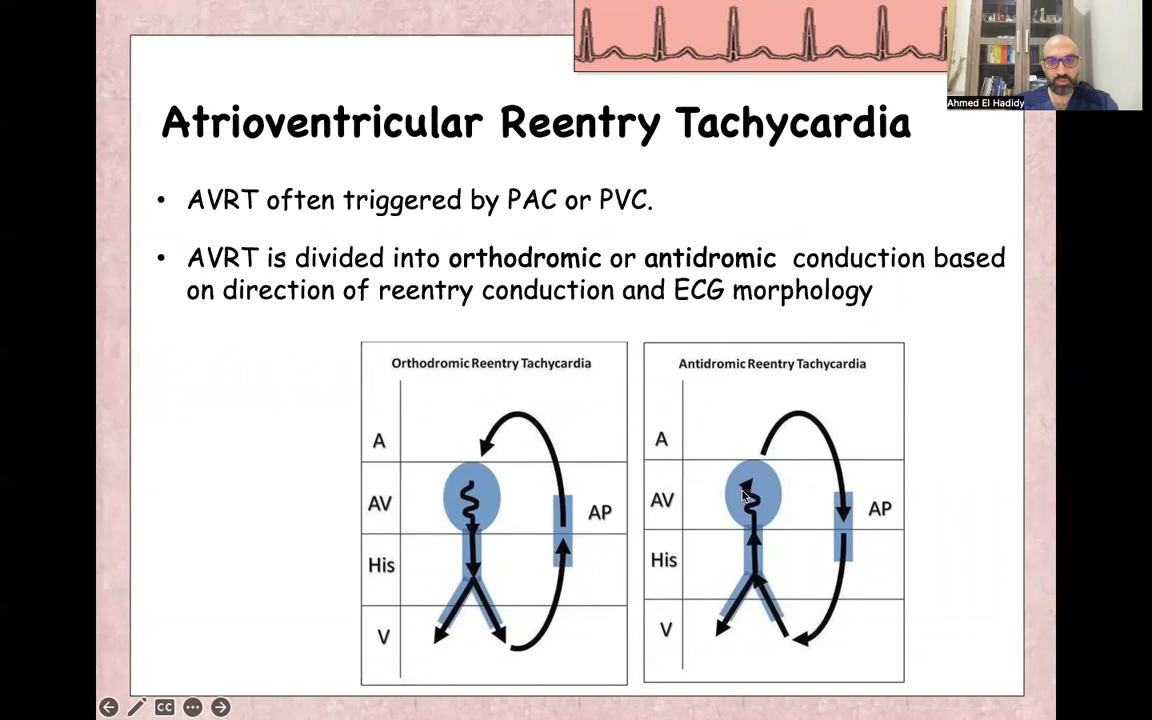 Ahmed El Hadidy
Atrioventricular Reentry Tachycardia
• AVRT often triggered by PAC or PVC.
• AVRT is divided into orthodromic or antidromic conduction based
on direction of reentry conduction and ECG morphology
Orthodromic Reentry Tachycardia
A
AV
AP
His
V
Antidromic Reentry Tachycardia
A
AV
AP
His
V
CC